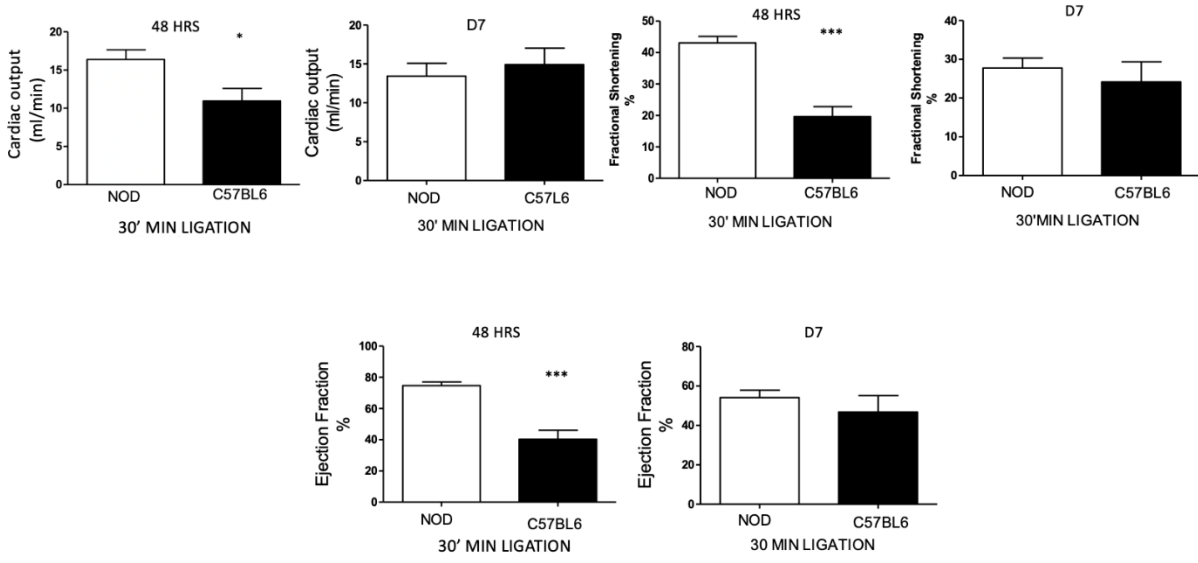 48 HRS
*
Cardiac output
(ml/min)
20
15
10
5
0
NOD C57BL6
30’ MIN LIGATION
D7
Cardiac output
(ml/min)
20
15
10
5
0
NOD C57L6
30' MIN LIGATION
48 HRS
***
Fractional Shortening
%
50
40
30
20
10
0
NOD C57BL6
30' MIN LIGATION
D7
Fractional Shortening
%
40
30
20
10
0
NOD C57BL6
30'MIN LIGATION
48 HRS
***
Ejection Fraction
%
100
80
60
40
20
0
NOD C57BL6
30’ MIN LIGATION
D7
Ejection Fraction
%
80
60
40
20
0
NOD C57BL6
30 MIN LIGATION